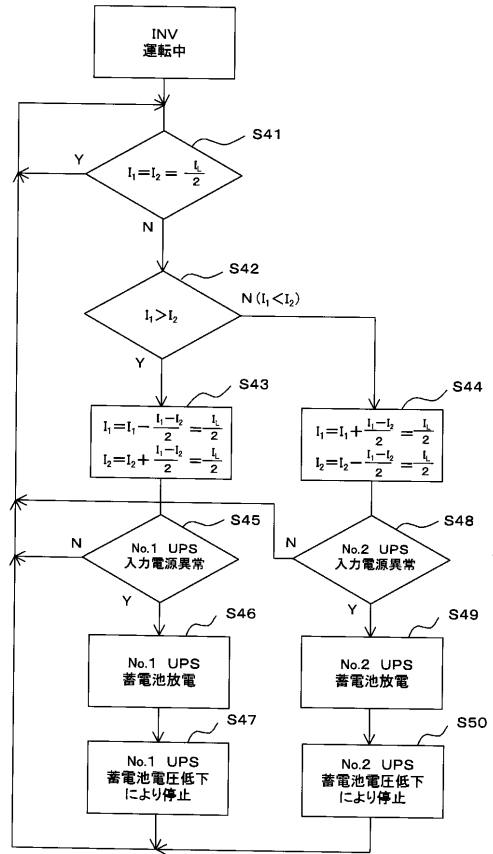 INV
運転中
S41
Y
I₁=I₂= I_L/2
N
S42
N(I₁<I₂)
I₁>I₂
Y
S43
I₁=I₁- (I₁-I₂)/2 = I_L/2
I₂=I₂+ (I₁-I₂)/2 = I_L/2
S44
I₁=I₁+ (I₁-I₂)/2 = I_L/2
I₂=I₂- (I₁-I₂)/2 = I_L/2
S45
N
No.1 UPS
入力電源異常
Y
S48
N
No.2 UPS
入力電源異常
Y
S46
No.1 UPS
蓄電池放電
S49
No.2 UPS
蓄電池放電
S47
No.1 UPS
蓄電池電圧低下
により停止
S50
No.2 UPS
蓄電池電圧低下
により停止